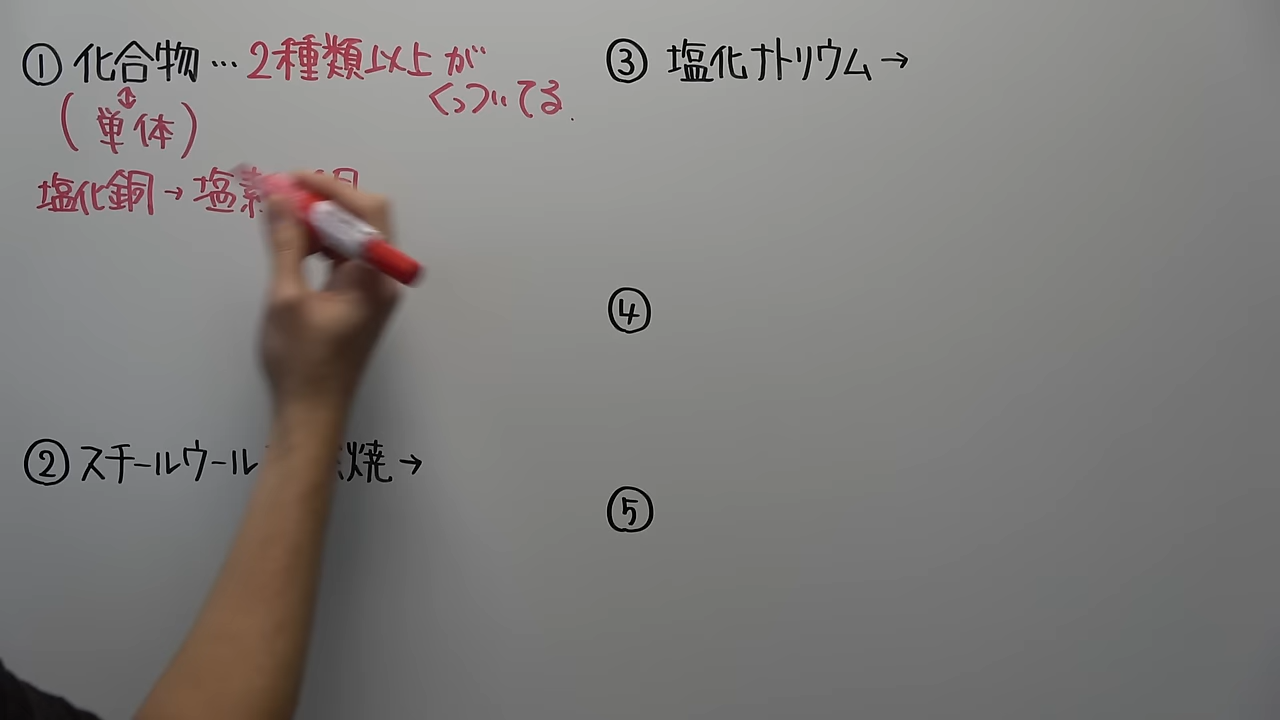 ① 化合物…2種類以上が
くっついてる
↕
(単体)
塩化銅→塩素 銅
② スチールウール 焼→
③ 塩化ナトリウム→
④
⑤